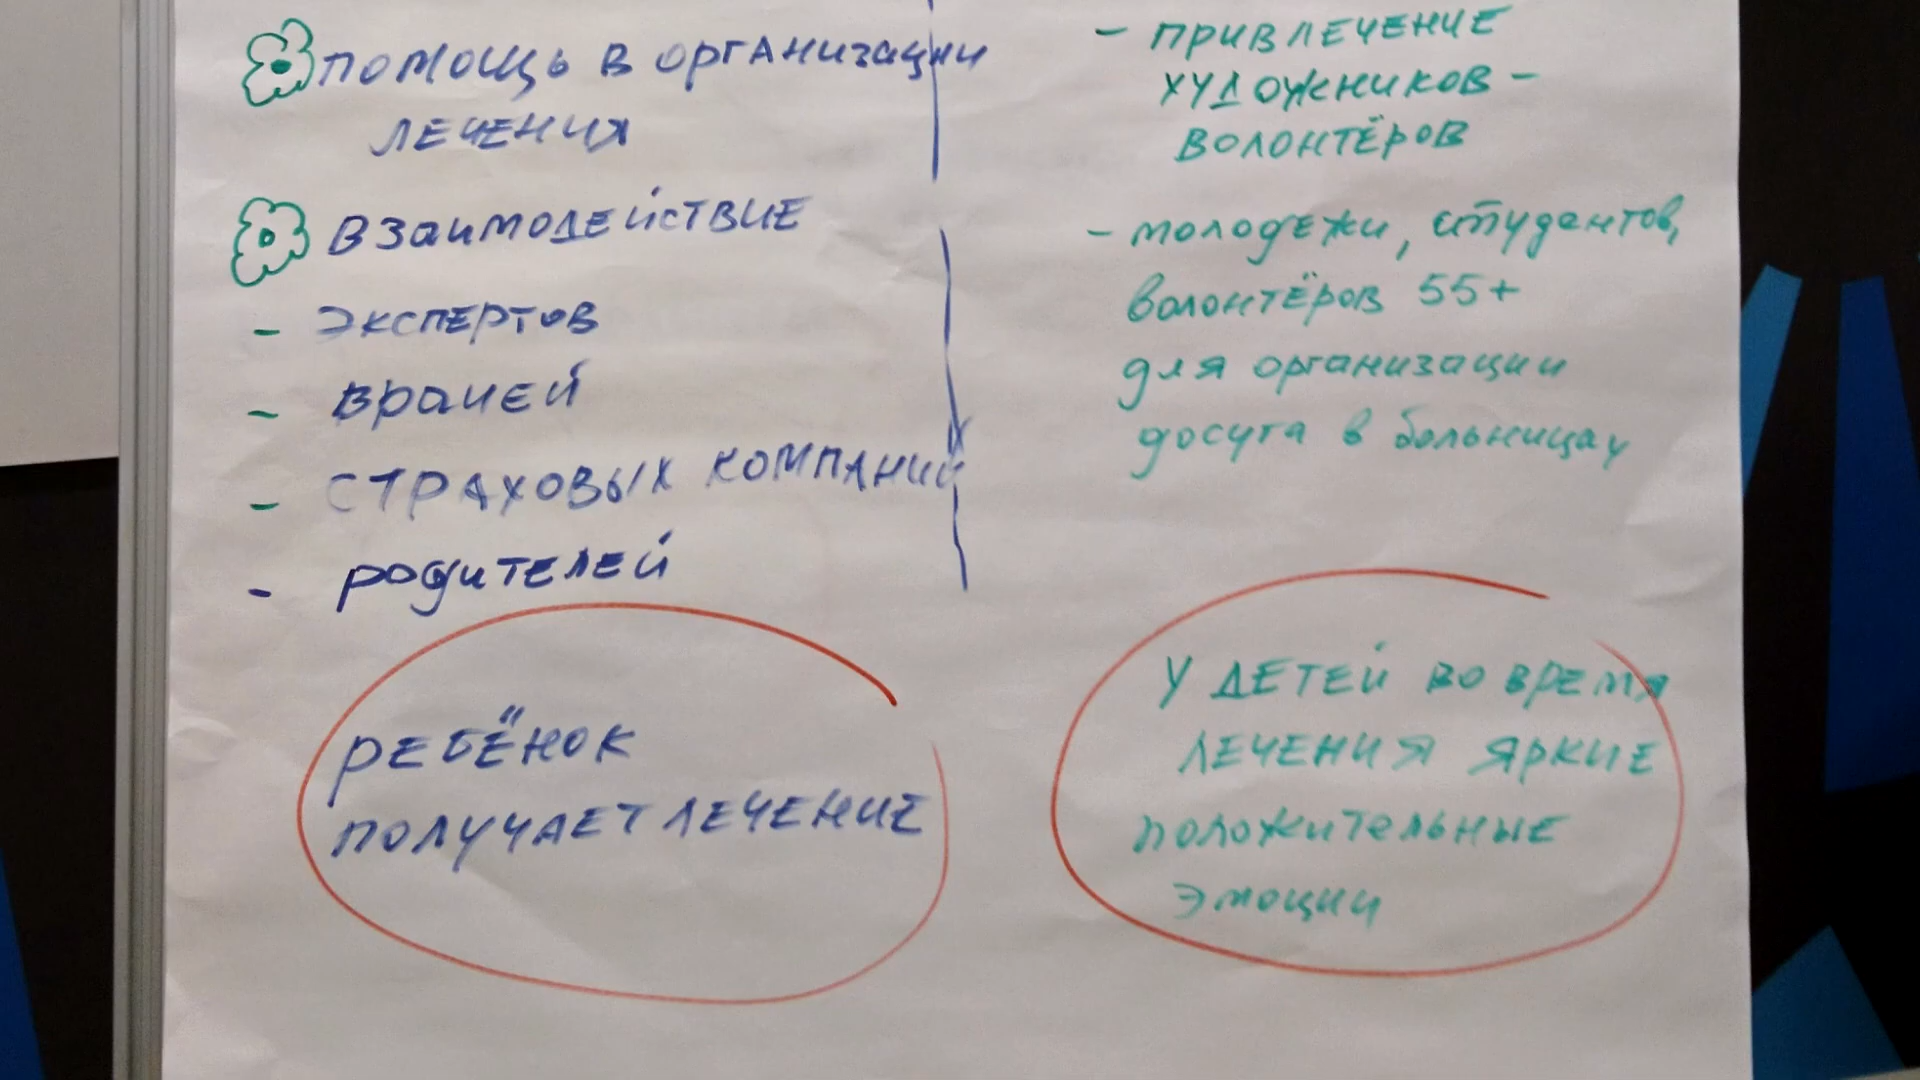 помощь в организации
лечения
взаимодействие
- экспертов
- врачей
- страховых компаний
- родителей
ребёнок
получает лечение
- привлечение
художников -
волонтёров
- молодежи, студентов,
волонтёров 55+
для организации
досуга в больницах
у детей во время
лечения яркие
положительные
эмоции